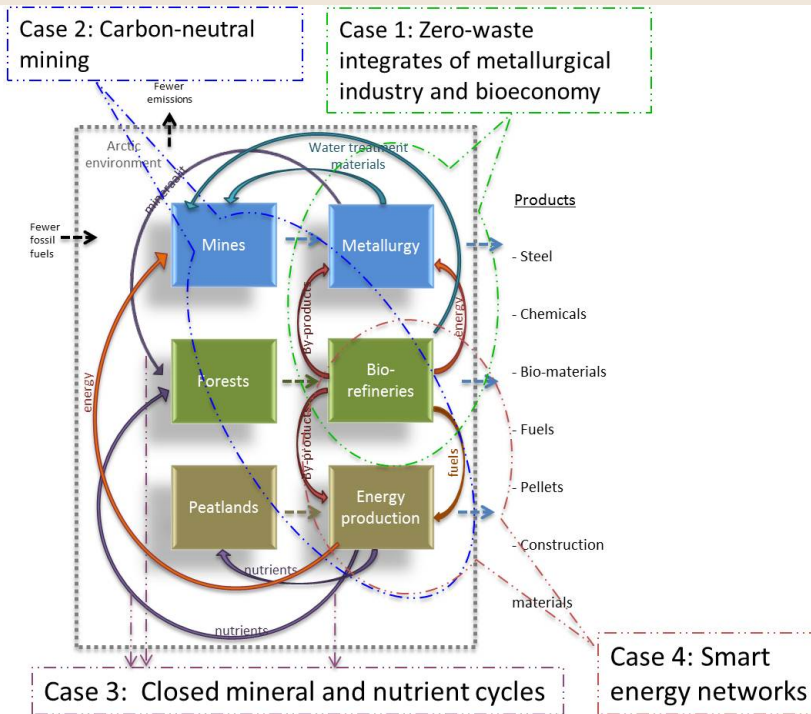 Case 2: Carbon-neutral
mining
Case 1: Zero-waste
integrates of metallurgical
industry and bioeconomy
Fewer
emissions
Arctic
environment
Water treatment
materials
mineraalit
Fewer
fossil
fuels
Mines
Metallurgy
Products
- Steel
- Chemicals
- Bio-materials
- Fuels
- Pellets
- Construction
materials
By-products
energy
energy
Forests
Bio-
refineries
By-products
fuels
Peatlands
Energy
production
nutrients
nutrients
Case 3: Closed mineral and nutrient cycles
Case 4: Smart
energy networks